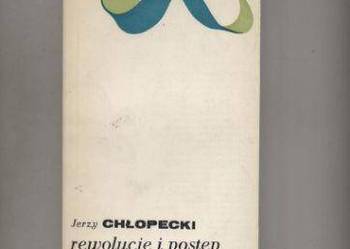 Jerzy CHŁOPECKI
rewolucje i postęp